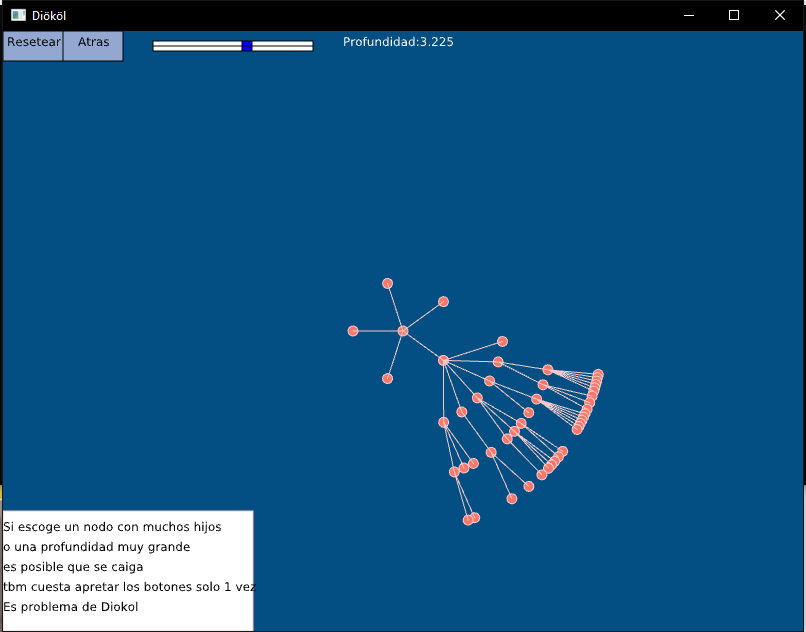 Diököl
Resetear
Atras
Profundidad:3.225
Si escoge un nodo con muchos hijos
o una profundidad muy grande
es posible que se caiga
tbm cuesta apretar los botones solo 1 vez
Es problema de Diokol